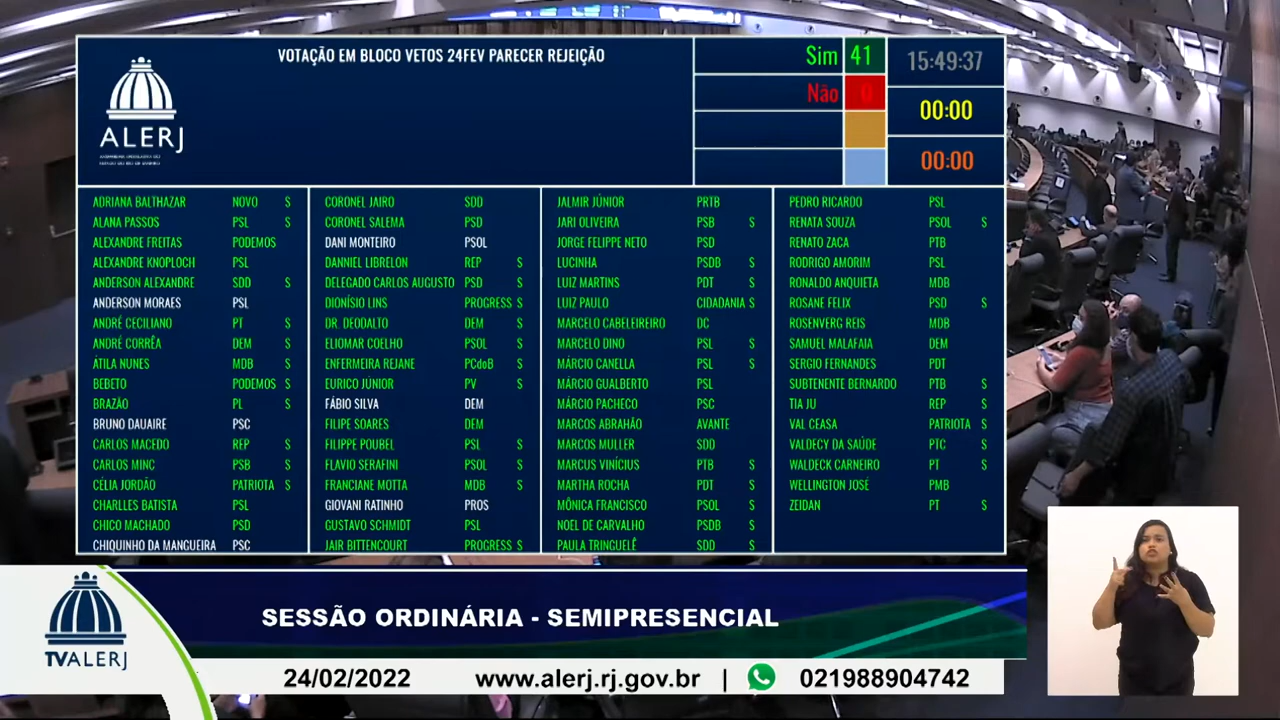 VOTAÇÃO EM BLOCO VETOS 24FEV PARECER REJEIÇÃO
ALERJ
Sim 41
Não 0
15:49:37
00:00
00:00
ADRIANA BALTHAZAR NOVO S
ALANA PASSOS PSL S
ALEXANDRE FREITAS PODEMOS
ALEXANDRE KNOPLOCH PSL
ANDERSON ALEXANDRE SDD S
ANDERSON MORAES PSL
ANDRÉ CECILIANO PT S
ANDRÉ CORRÊA DEM S
ÁTILA NUNES MDB S
BEBETO PODEMOS S
BRAZÃO PL S
BRUNO DAUAIRE PSC
CARLOS MACEDO REP S
CARLOS MINC PSB S
CÉLIA JORDÃO PATRIOTA S
CHARLLES BATISTA PSL
CHICO MACHADO PSD
CHIQUINHO DA MANGUEIRA PSC
CORONEL JAIRO SDD
CORONEL SALEMA PSD
DANI MONTEIRO PSOL
DANNIEL LIBRELON REP S
DELEGADO CARLOS AUGUSTO PSD S
DIONÍSIO LINS PROGRESS S
DR. DEODALTO DEM S
ELIOMAR COELHO PSOL S
ENFERMEIRA REJANE PCdoB S
EURICO JÚNIOR PV S
FÁBIO SILVA DEM
FILIPE SOARES DEM
FILIPPE POUBEL PSL S
FLAVIO SERAFINI PSOL S
FRANCIANE MOTTA MDB S
GIOVANI RATINHO PROS
GUSTAVO SCHMIDT PSL
JAIR BITTENCOURT PROGRESS S
JALMIR JÚNIOR PRTB
JARI OLIVEIRA PSB S
JORGE FELIPPE NETO PSD
LUCINHA PSDB S
LUIZ MARTINS PDT S
LUIZ PAULO CIDADANIA S
MARCELO CABELEIREIRO DC
MARCELO DINO PSL S
MÁRCIO CANELLA PSL S
MÁRCIO GUALBERTO PSL
MÁRCIO PACHECO PSC
MARCOS ABRAHÃO AVANTE
MARCOS MULLER SDD
MARCUS VINÍCIUS PTB S
MARTHA ROCHA PDT S
MÔNICA FRANCISCO PSOL S
NOEL DE CARVALHO PSDB S
PAULA TRINGUELÊ SDD S
PEDRO RICARDO PSL
RENATA SOUZA PSOL S
RENATO ZACA PTB
RODRIGO AMORIM PSL
RONALDO ANQUIETA MDB
ROSANE FELIX PSD S
ROSENVERG REIS MDB
SAMUEL MALAFAIA DEM
SERGIO FERNANDES PDT
SUBTENENTE BERNARDO PTB S
TIA JU REP S
VAL CEASA PATRIOTA S
VALDECY DA SAÚDE PTC S
WALDECK CARNEIRO PT S
WELLINGTON JOSÉ PMB
ZEIDAN PT S
TVALERJ
SESSÃO ORDINÁRIA - SEMIPRESENCIAL
24/02/2022 www.alerj.rj.gov.br | 021988904742